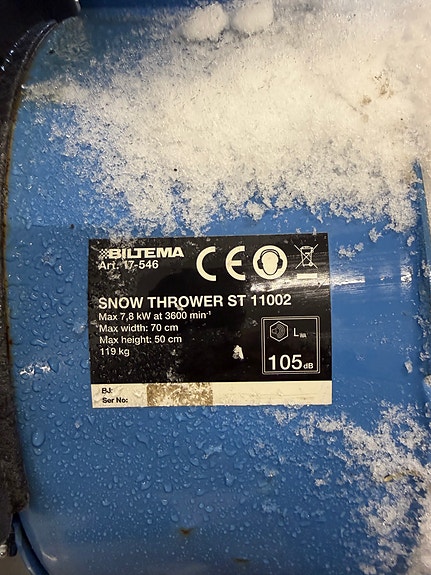 BILTEMA
Art. 17-546
CE
SNOW THROWER ST 11002
Max 7,8 kW at 3600 min⁻¹
Max width: 70 cm
Max height: 50 cm
119 kg
LWA
105 dB
BJ:
Ser No: